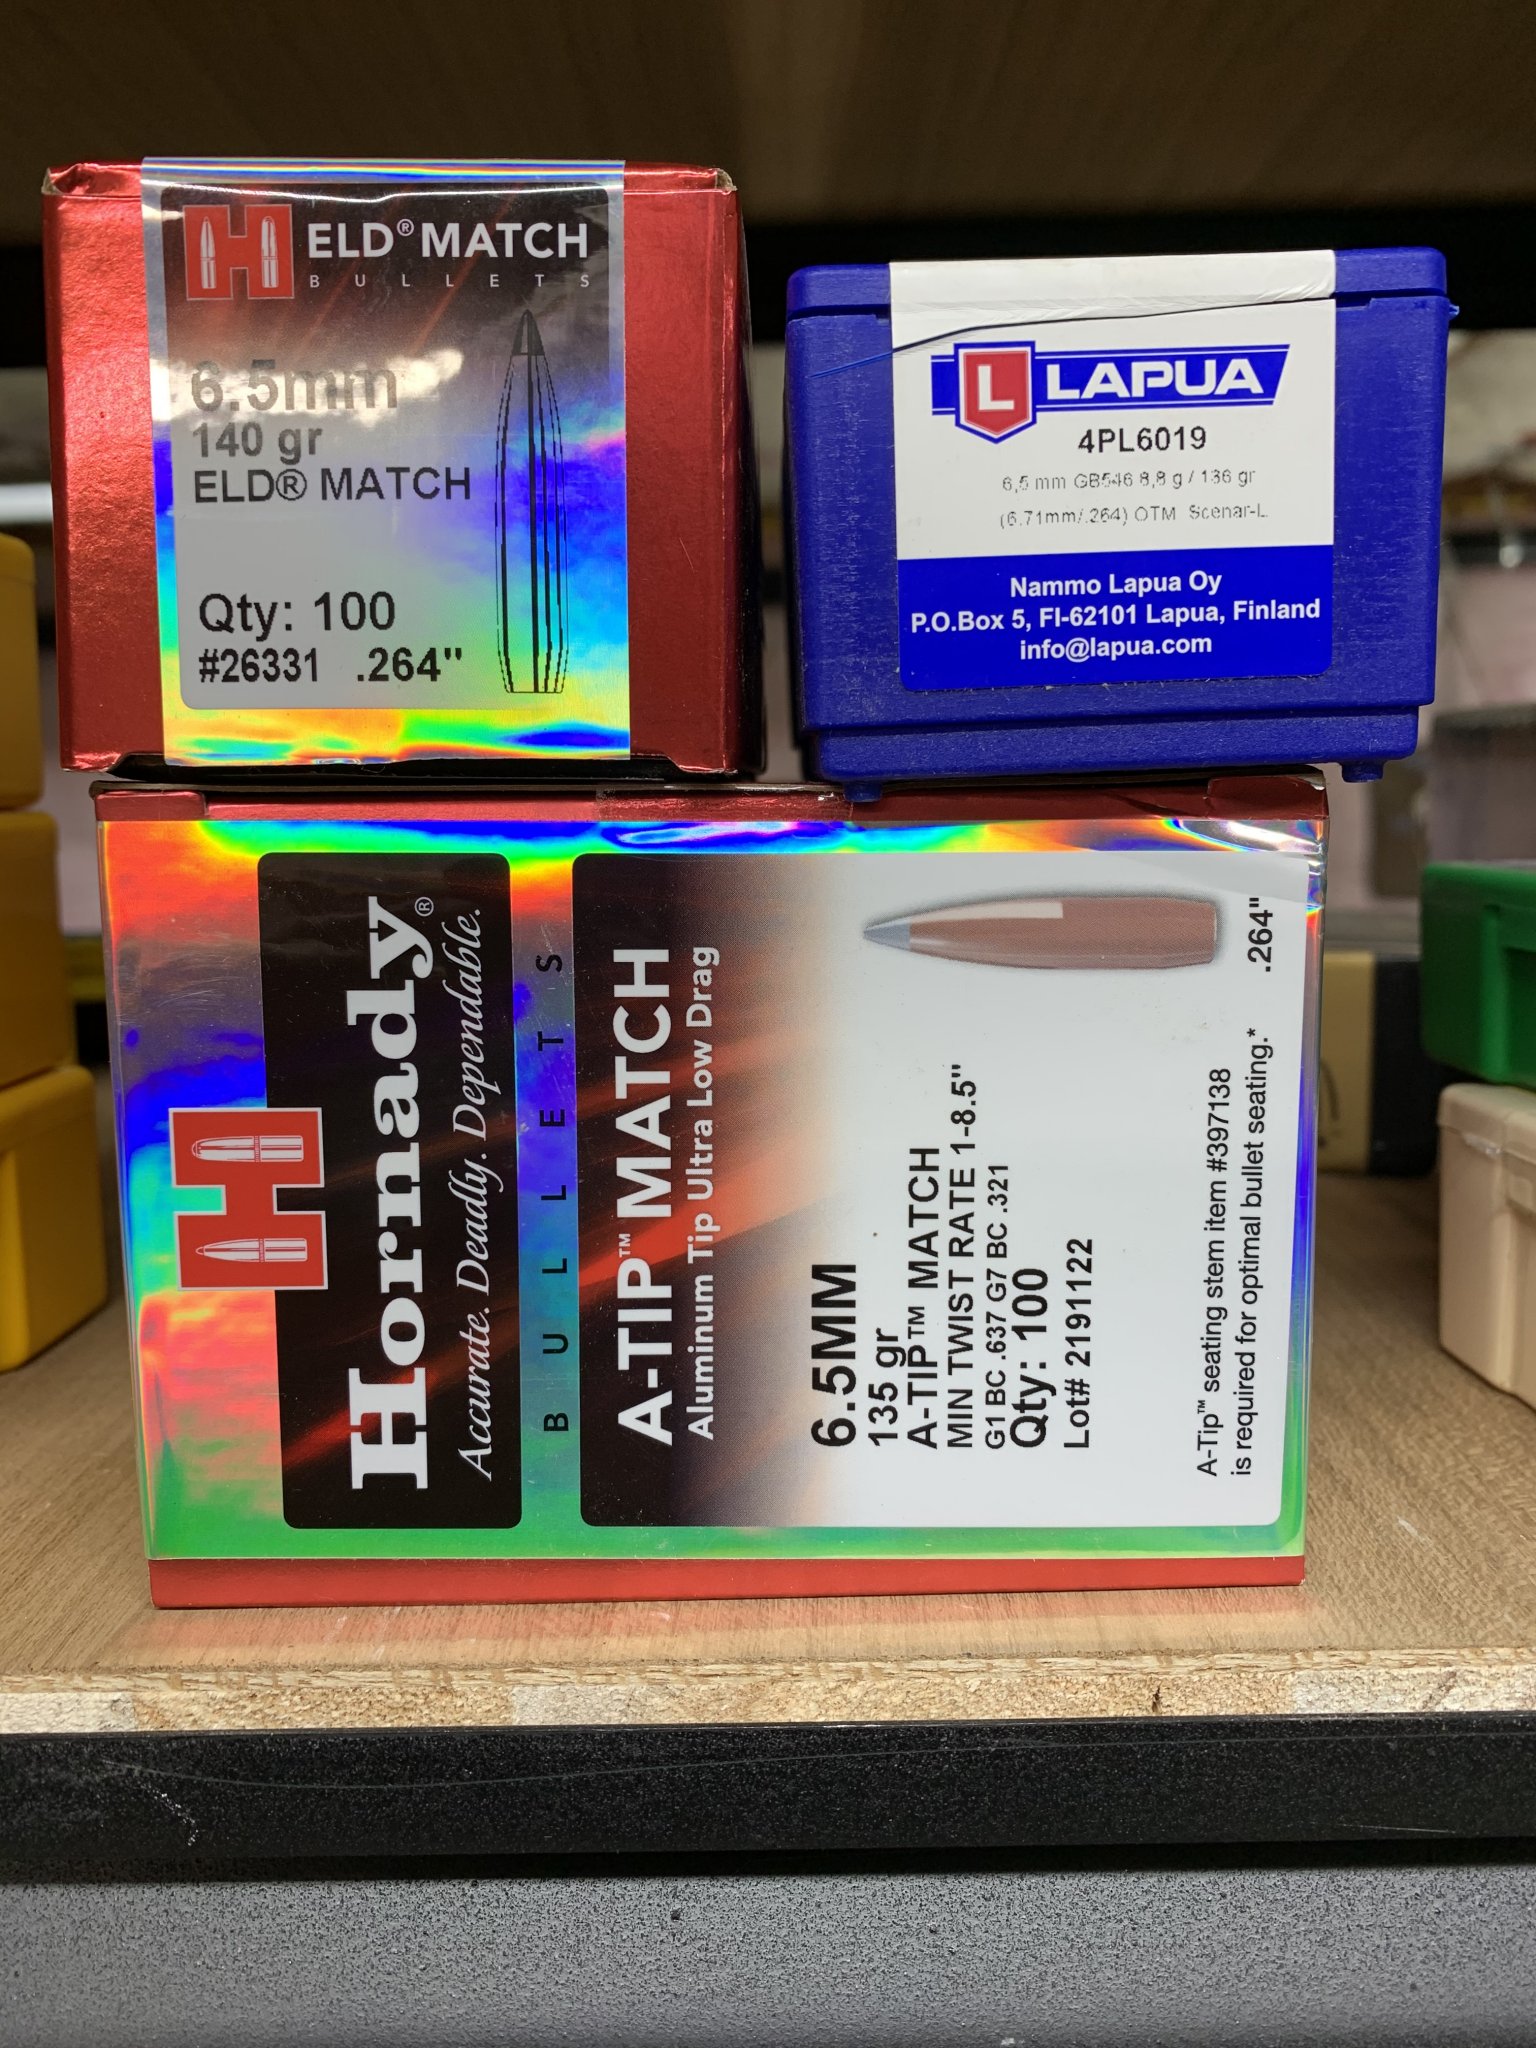 ELD® MATCH
BULLETS
6.5mm
140 gr
ELD® MATCH
Qty: 100
#26331 .264"
L LAPUA
4PL6019
6,5 mm GB546 8,8 g / 136 gr
(6.71mm/.264) OTM Scenar-L
Nammo Lapua Oy
P.O.Box 5, FI-62101 Lapua, Finland
info@lapua.com
H
Hornady®
Accurate. Deadly. Dependable.
BULLETS
A-TIP™ MATCH
Aluminum Tip Ultra Low Drag
6.5MM
135 gr
A-TIP™ MATCH
MIN TWIST RATE 1-8.5"
G1 BC .637 G7 BC .321
Qty: 100
Lot# 2191122
A-Tip™ seating stem item #397138
is required for optimal bullet seating.*
.264"